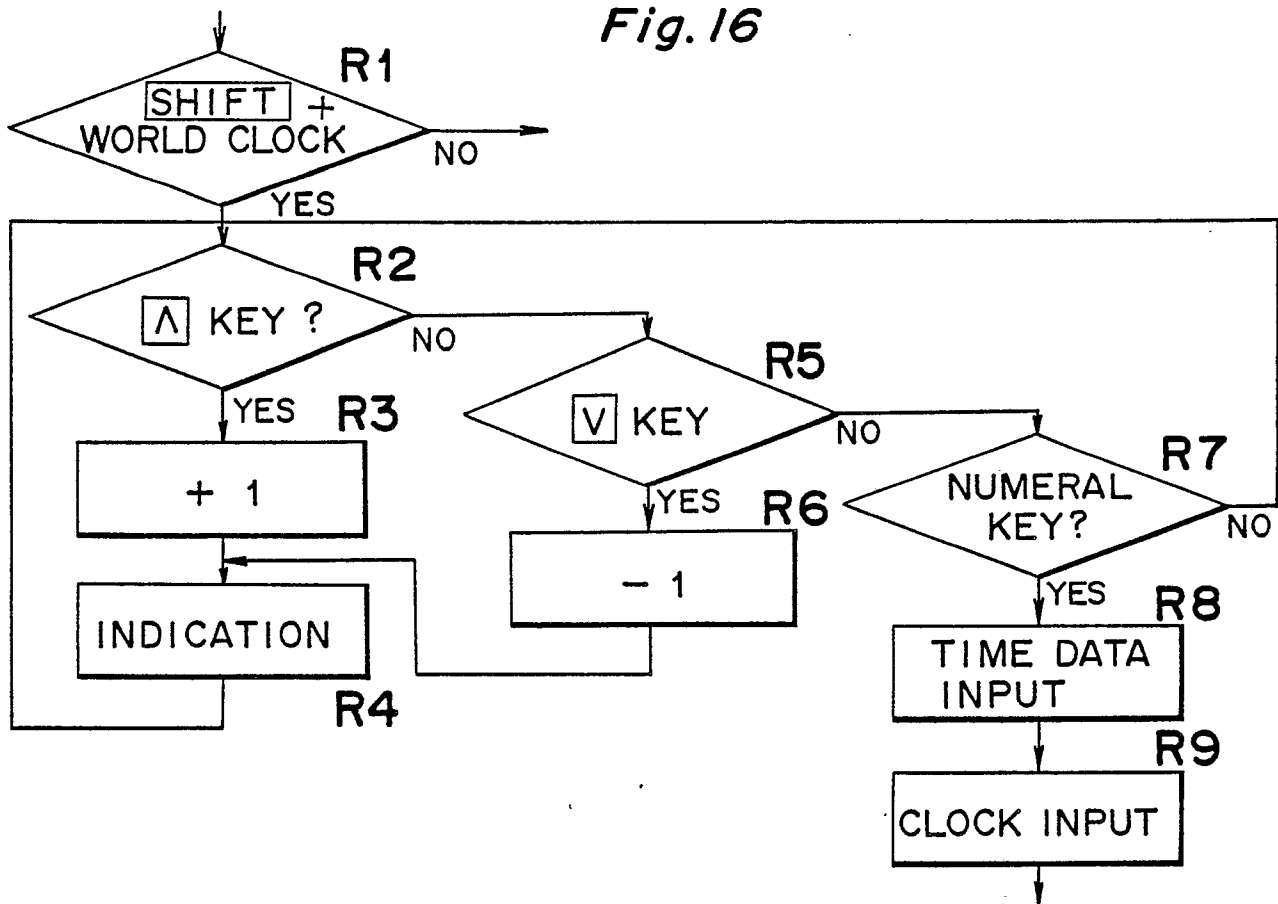 Fig. 16
R1
SHIFT +
WORLD CLOCK
NO
YES
R2
Λ KEY ?
NO
YES
R3
+ 1
INDICATION
R4
R5
V KEY
NO
YES
R6
- 1
R7
NUMERAL
KEY?
NO
YES
R8
TIME DATA
INPUT
R9
CLOCK INPUT